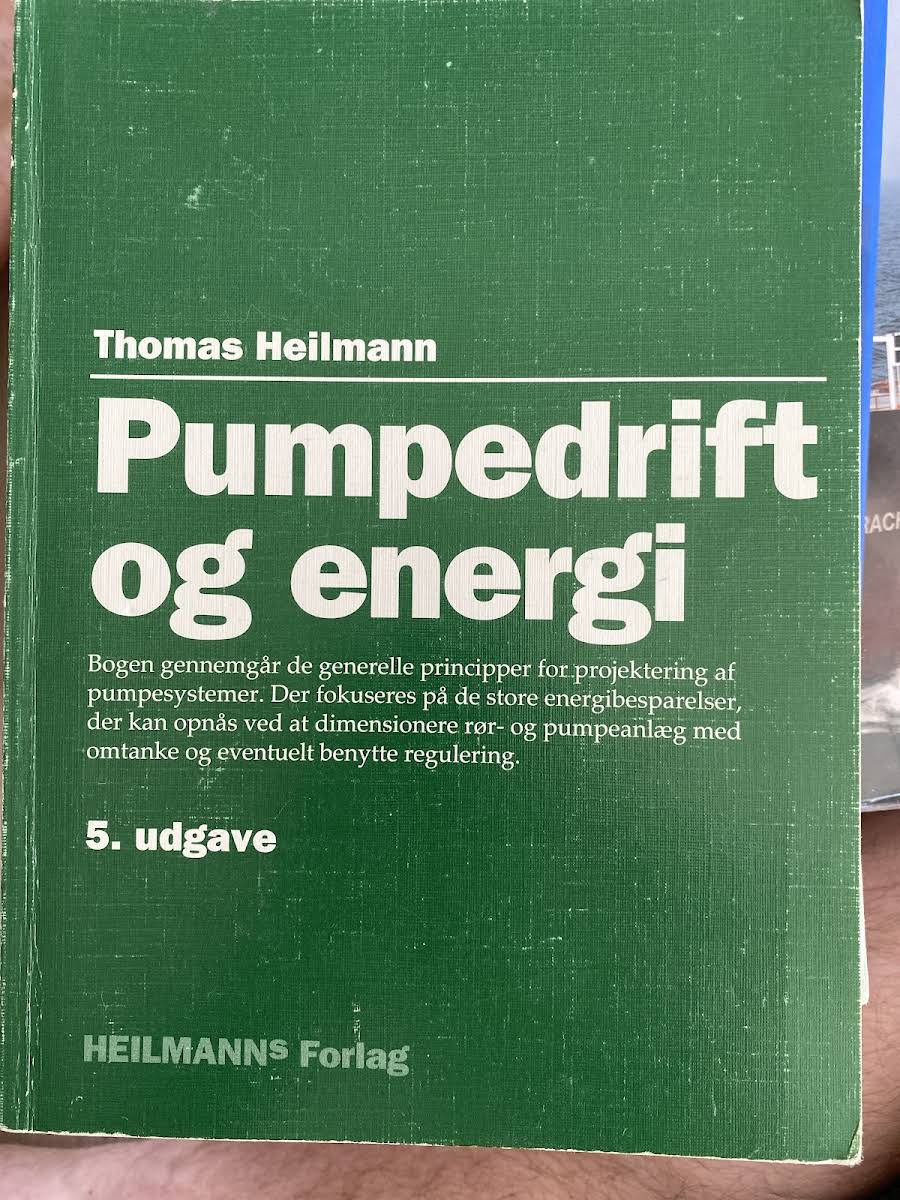 Thomas Heilmann
Pumpedrift
og energi
Bogen gennemgår de generelle principper for projektering af
pumpesystemer. Der fokuseres på de store energibesparelser,
der kan opnås ved at dimensionere rør- og pumpeanlæg med
omtanke og eventuelt benytte regulering.
5. udgave
HEILMANNs Forlag